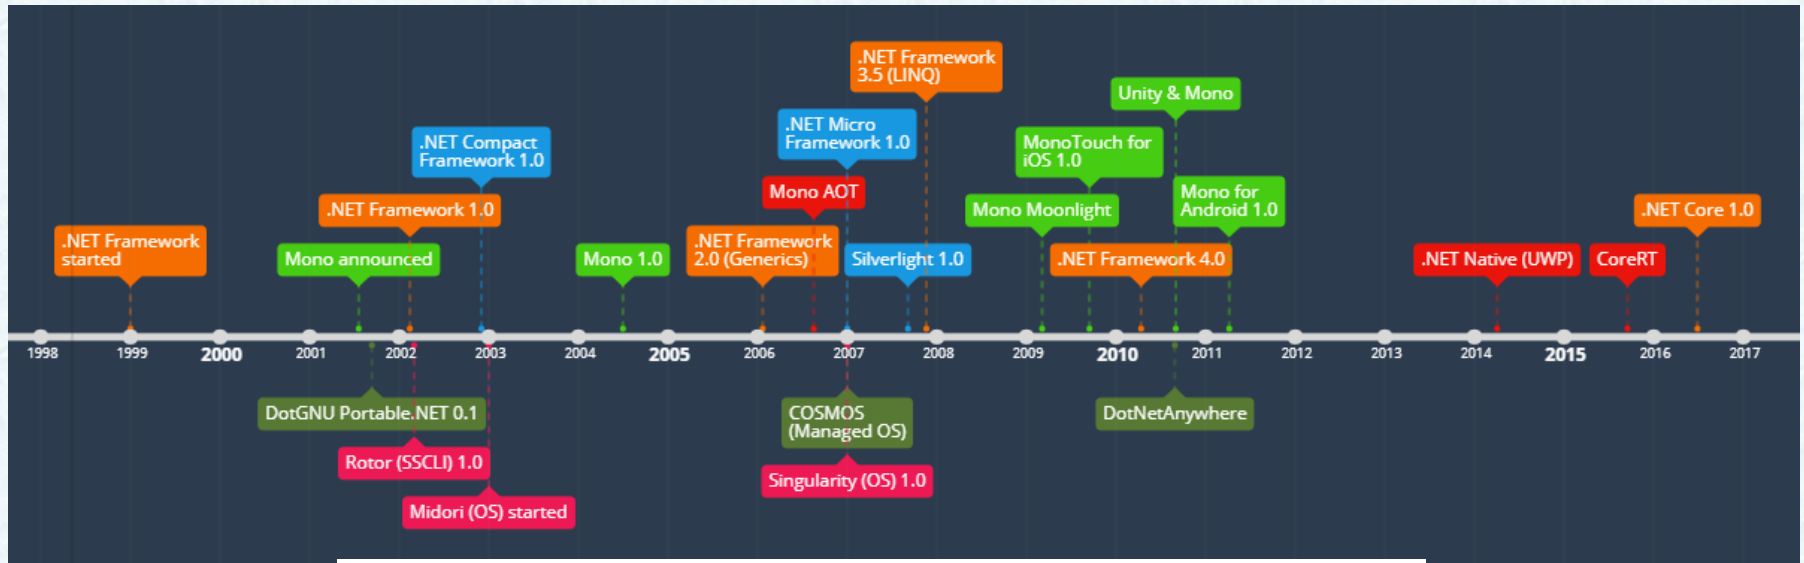 .NET Framework
3.5 (LINQ)
Unity & Mono
.NET Micro
Framework 1.0
.NET Compact
Framework 1.0
MonoTouch for
iOS 1.0
Mono AOT
Mono for
Android 1.0
.NET Framework 1.0
Mono Moonlight
.NET Core 1.0
.NET Framework
started
.NET Framework
2.0 (Generics)
Mono announced
Mono 1.0
Silverlight 1.0
.NET Framework 4.0
.NET Native (UWP)
CoreRT
1998 1999 2000 2001 2002 2003 2004 2005 2006 2007 2008 2009 2010 2011 2012 2013 2014 2015 2016 2017
DotGNU Portable.NET 0.1
COSMOS
(Managed OS)
DotNetAnywhere
Rotor (SSCLI) 1.0
Singularity (OS) 1.0
Midori (OS) started